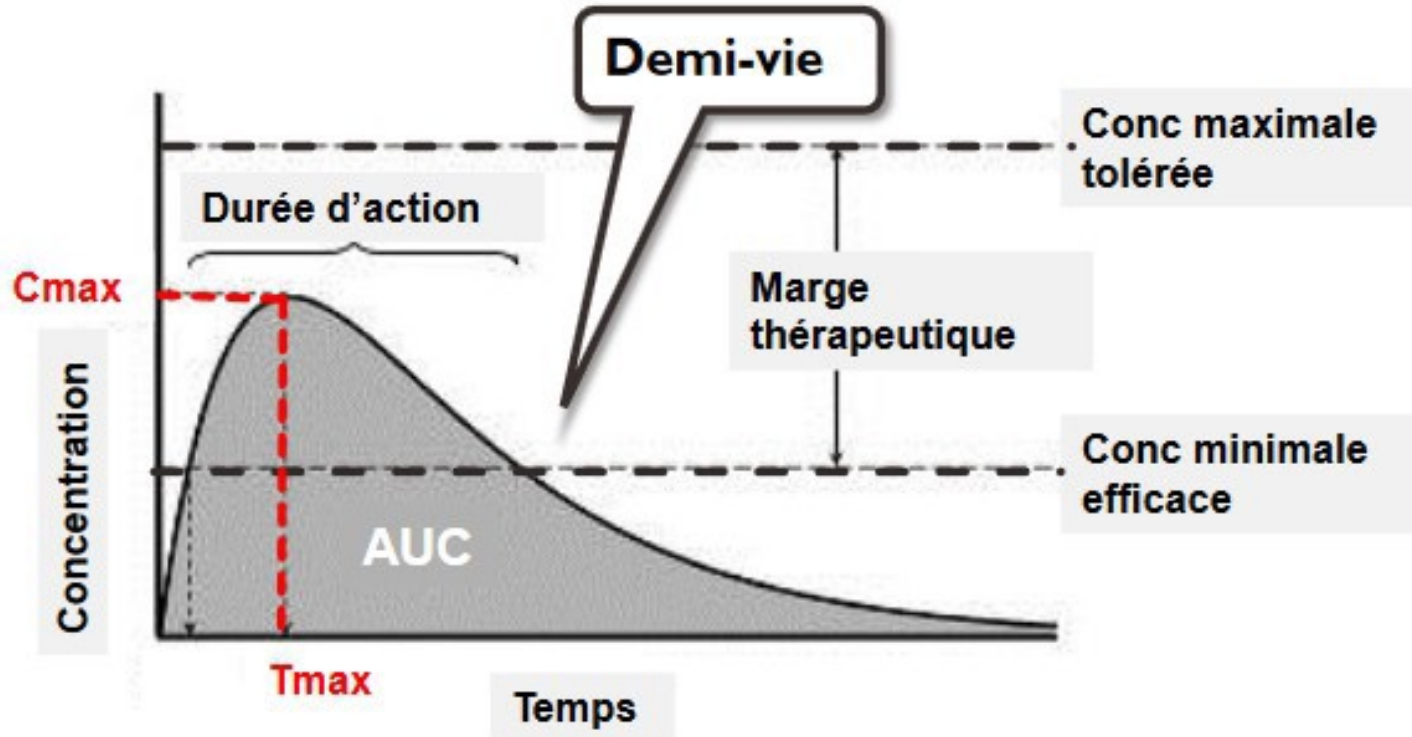 Demi-vie
Conc maximale
tolérée
Durée d'action
Cmax
Marge
thérapeutique
Concentration
Conc minimale
efficace
AUC
Tmax
Temps